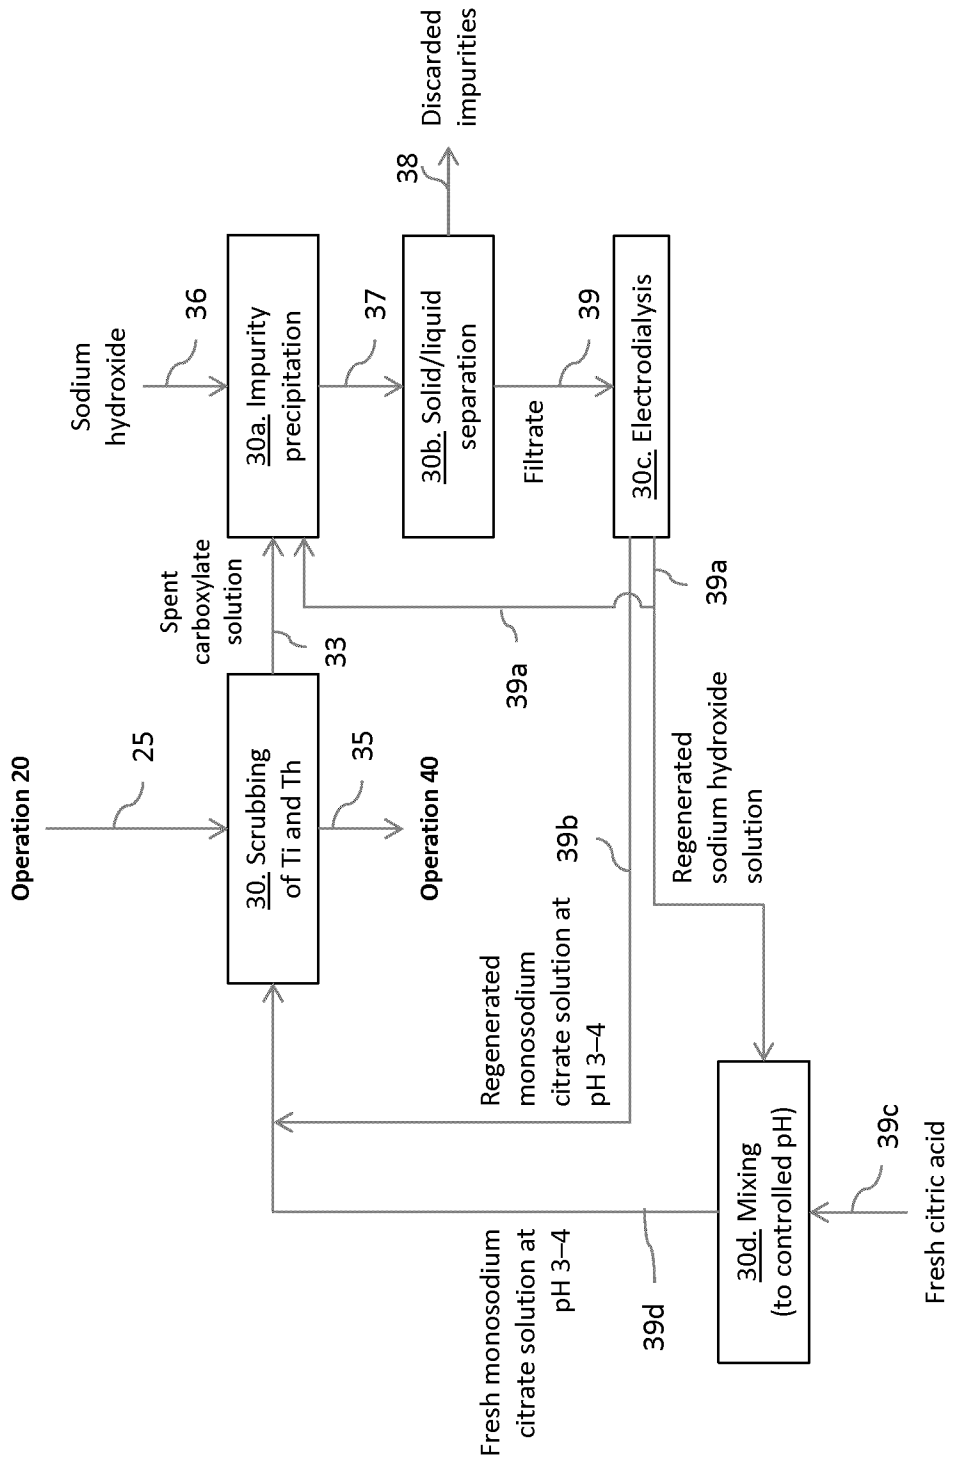 Operation 20
25
30. Scrubbing
of Ti and Th
35
Operation 40
Spent
carboxylate
solution
33
Sodium
hydroxide
36
30a. Impurity
precipitation
37
30b. Solid/liquid
separation
38
Discarded
impurities
Filtrate
39
30c. Electrodialysis
39a
39a
39b
Regenerated
monosodium
citrate solution at
pH 3–4
Regenerated
sodium hydroxide
solution
Fresh monosodium
citrate solution at
pH 3–4
39d
30d. Mixing
(to controlled pH)
39c
Fresh citric acid